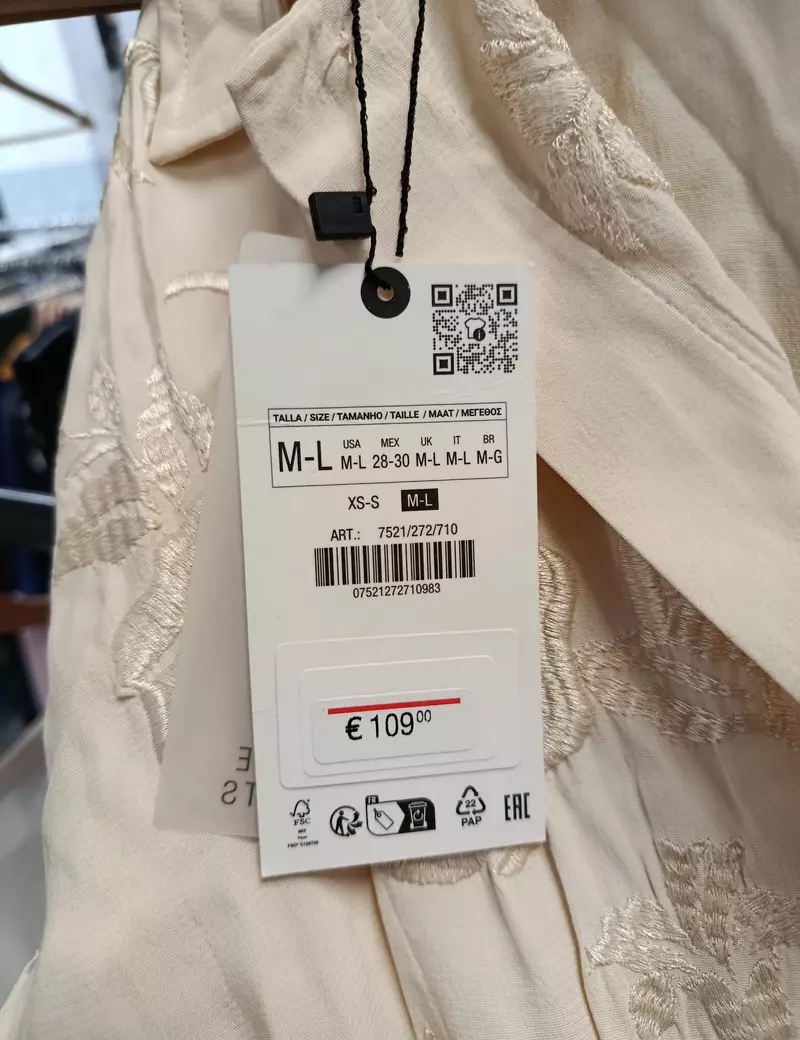 TALLA / SIZE / TAMANHO / TAILLE / MAAT / ΜΕΓΕΘΟΣ
M-L
USA MEX UK IT BR
M-L 28-30 M-L M-L M-G
XS-S M-L
ART.: 7521/272/710
07521272710983
€ 109⁰⁰
FR
FSC
22
PAP
EAC